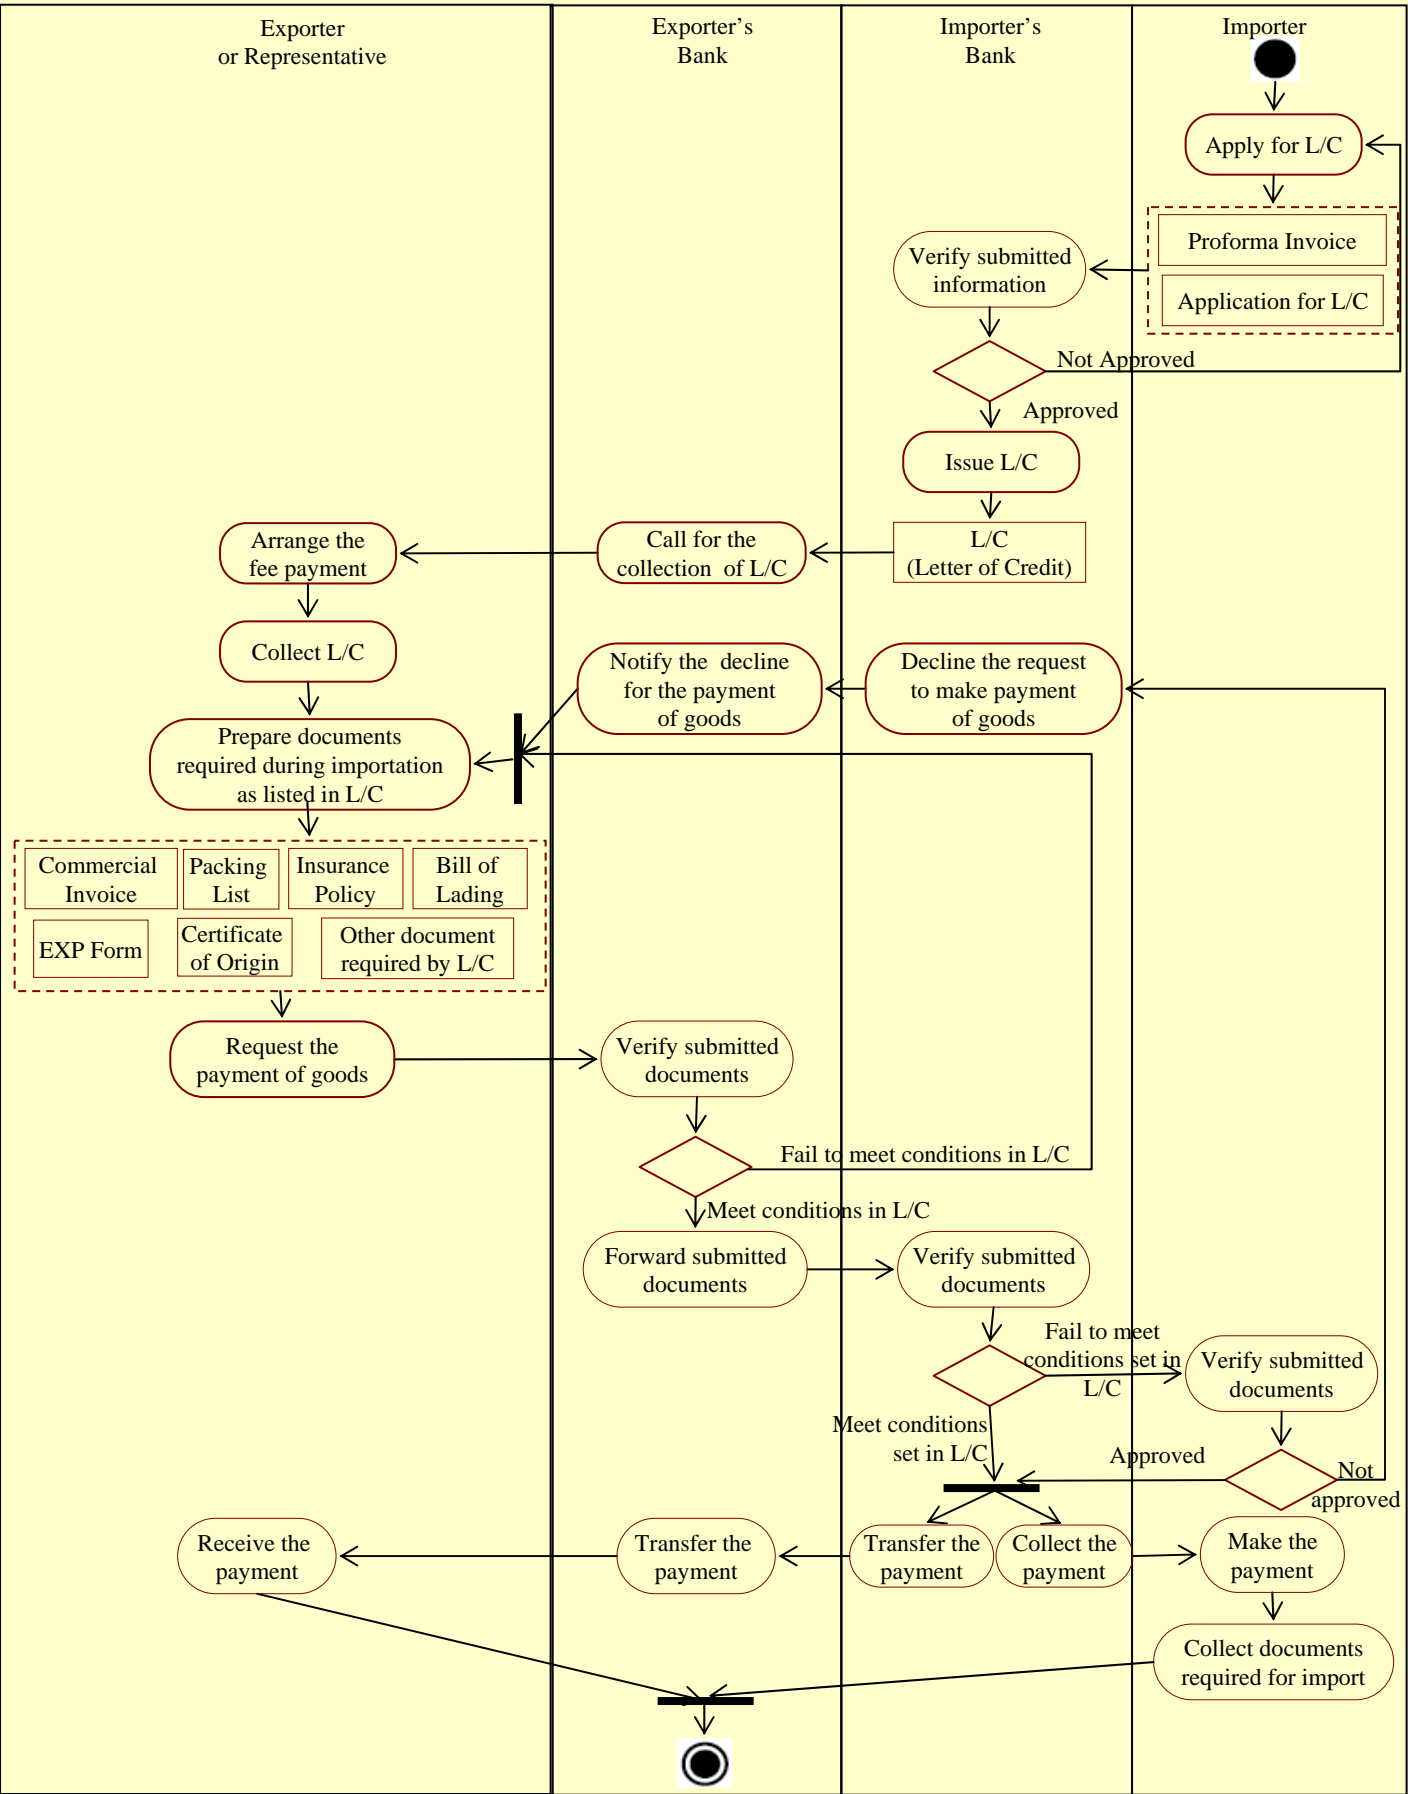 Exporter
or Representative
Exporter's
Bank
Importer's
Bank
Importer
Apply for L/C
Proforma Invoice
Application for L/C
Verify submitted
information
Not Approved
Approved
Issue L/C
L/C
(Letter of Credit)
Call for the
collection of L/C
Arrange the
fee payment
Collect L/C
Notify the decline
for the payment
of goods
Decline the request
to make payment
of goods
Prepare documents
required during importation
as listed in L/C
Commercial
Invoice
Packing
List
Insurance
Policy
Bill of
Lading
EXP Form
Certificate
of Origin
Other document
required by L/C
Request the
payment of goods
Verify submitted
documents
Fail to meet conditions in L/C
Meet conditions in L/C
Forward submitted
documents
Verify submitted
documents
Fail to meet
conditions set in
L/C
Verify submitted
documents
Meet conditions
set in L/C
Approved
Not
approved
Receive the
payment
Transfer the
payment
Transfer the
payment
Collect the
payment
Make the
payment
Collect documents
required for import